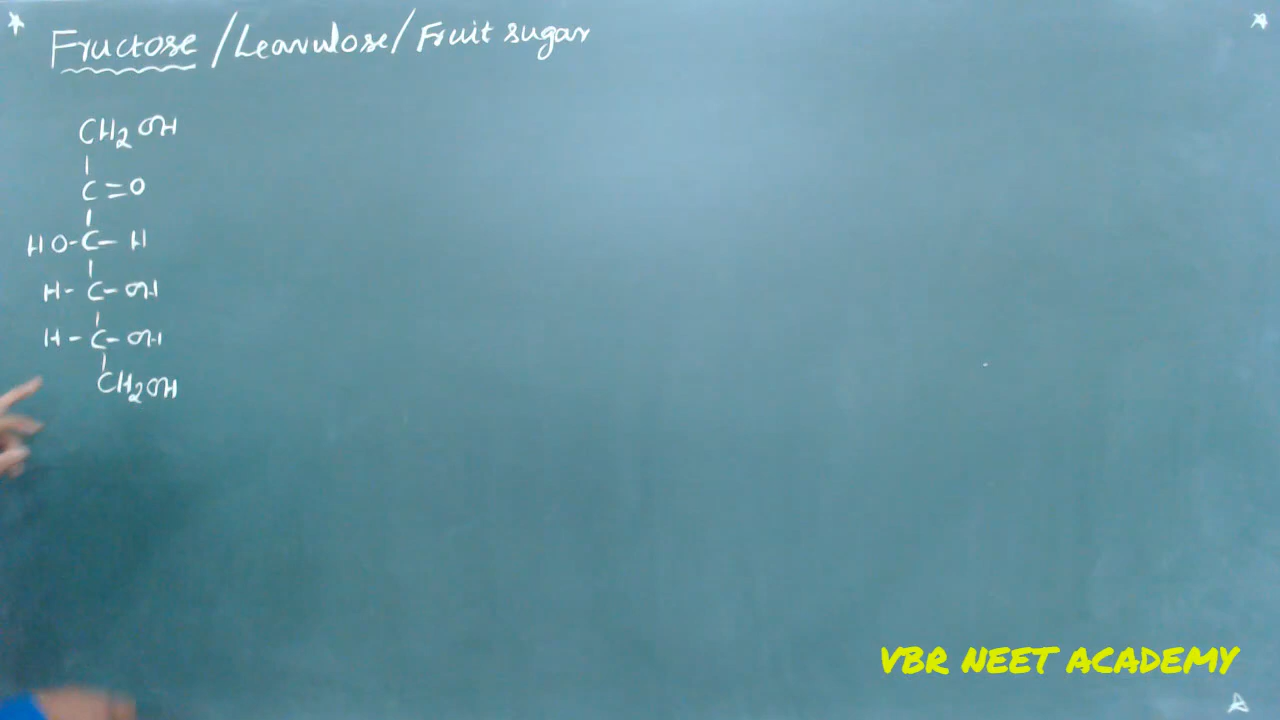 Fructose / Leavulose / Fruit sugar
CH2OH
C=O
HO-C-H
H-C-OH
H-C-OH
CH2OH
VBR NEET ACADEMY